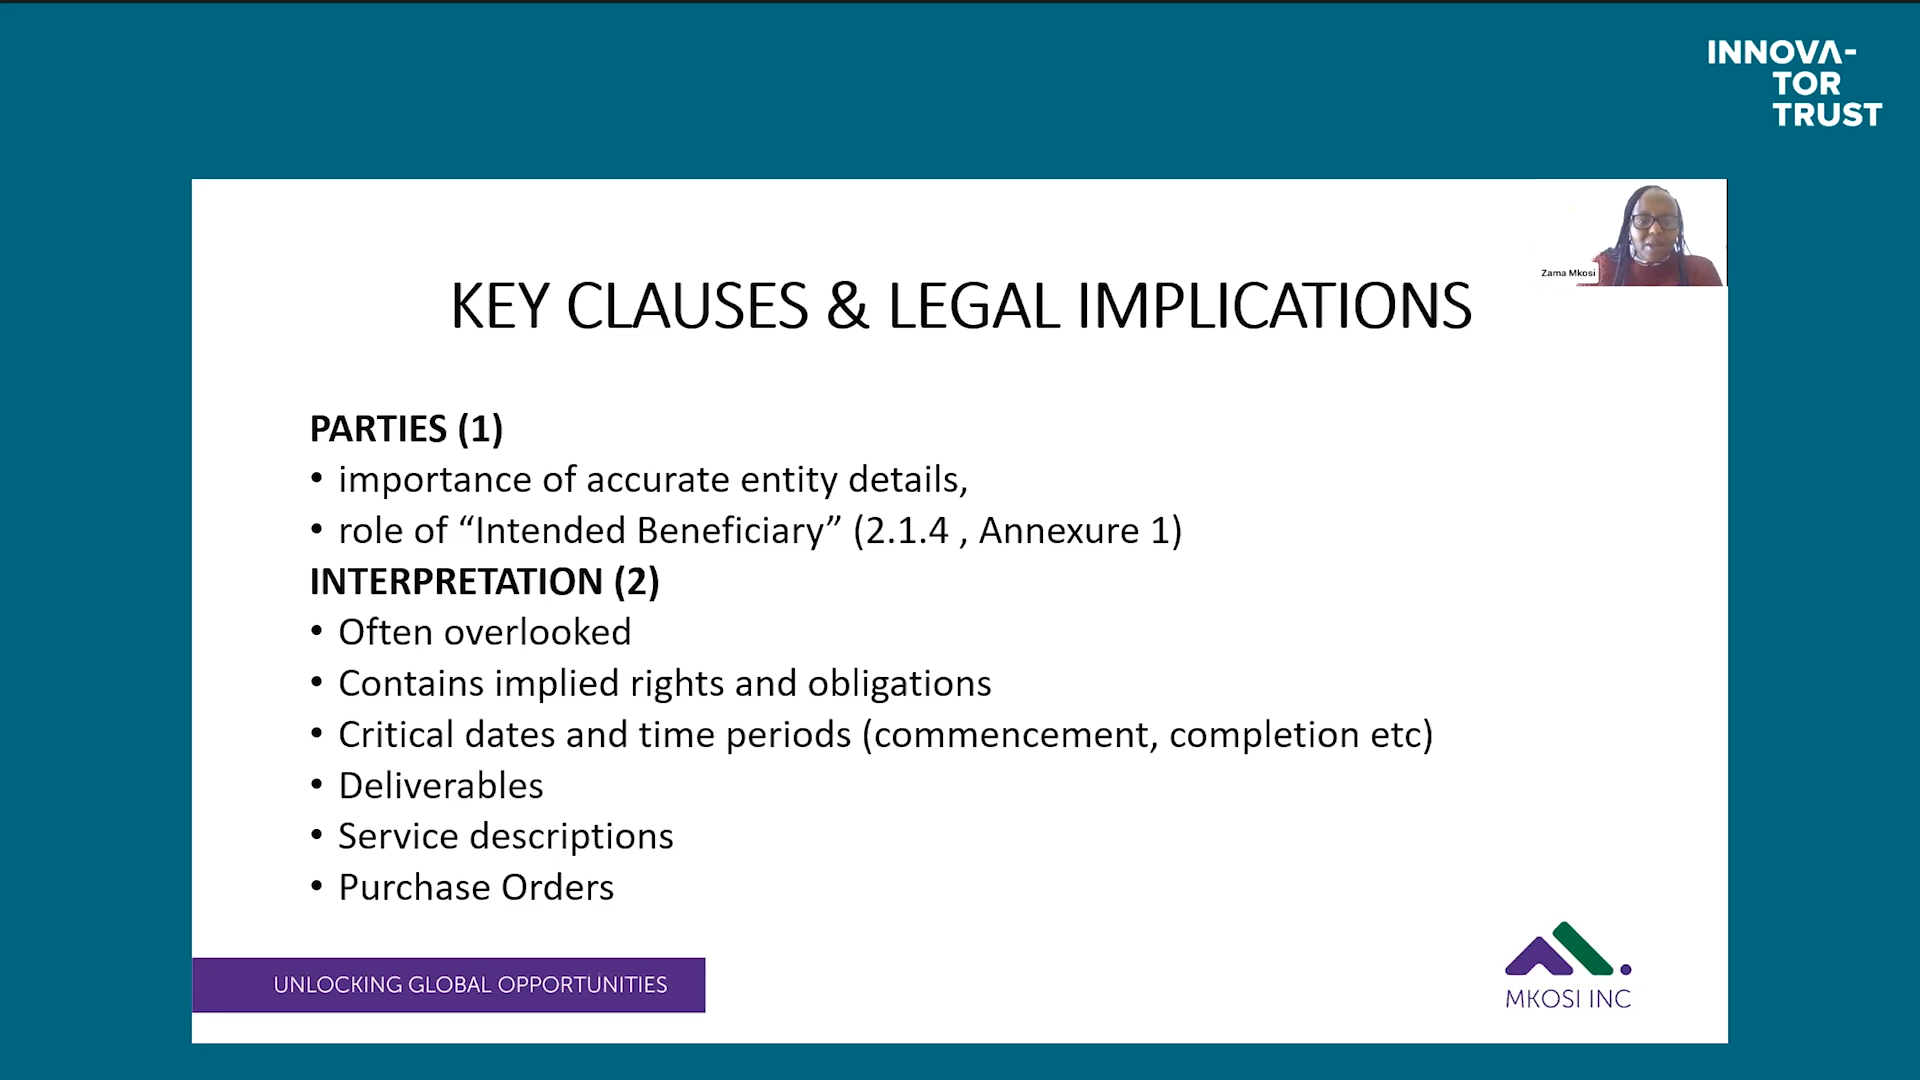 INNOVA-
TOR
TRUST
Zama Mkosi
KEY CLAUSES & LEGAL IMPLICATIONS
PARTIES (1)
• importance of accurate entity details,
• role of “Intended Beneficiary” (2.1.4 , Annexure 1)
INTERPRETATION (2)
• Often overlooked
• Contains implied rights and obligations
• Critical dates and time periods (commencement, completion etc)
• Deliverables
• Service descriptions
• Purchase Orders
UNLOCKING GLOBAL OPPORTUNITIES
MKOSI INC